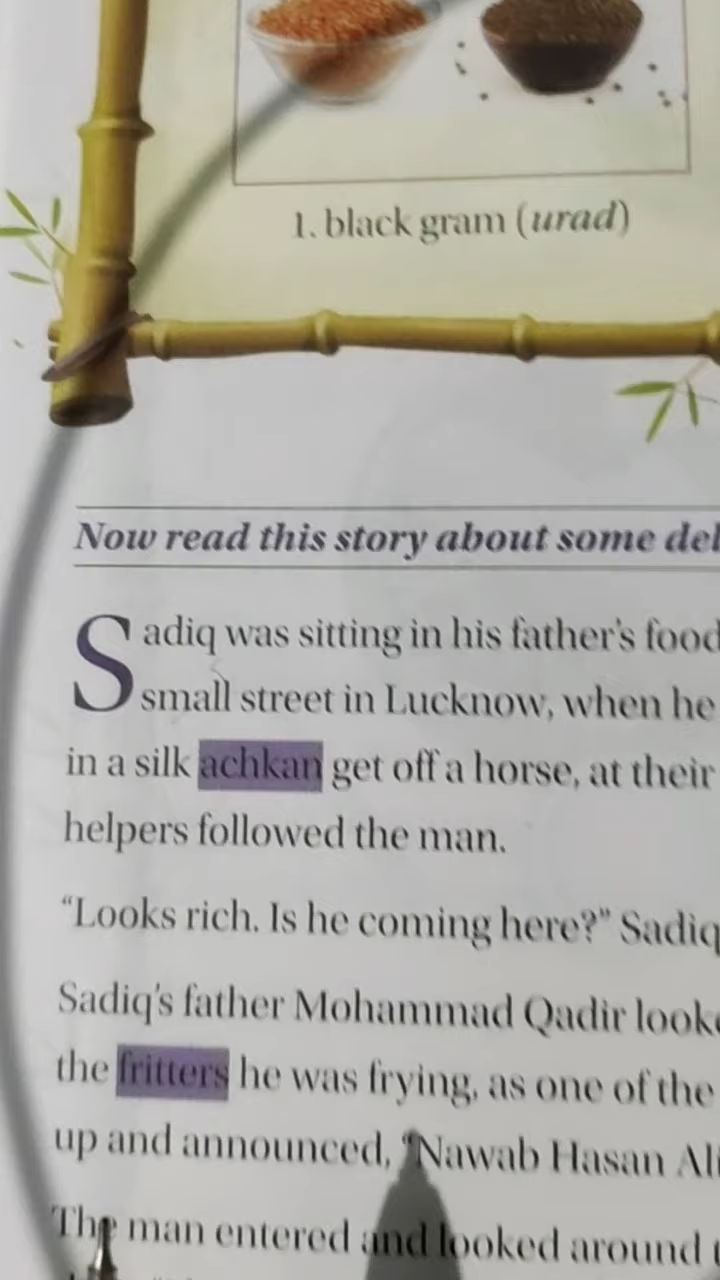 1. black gram (urad)
Now read this story about some
Sadiq was sitting in his father's food
small street in Lucknow, when he
in a silk achkan get off a horse, at their
helpers followed the man.
"Looks rich. Is he coming here?" Sadiq
Sadiq's father Mohammad Qadir
the fritters he was frying, as one of the
up and announced, "Nawab Hasan
The man entered and looked around